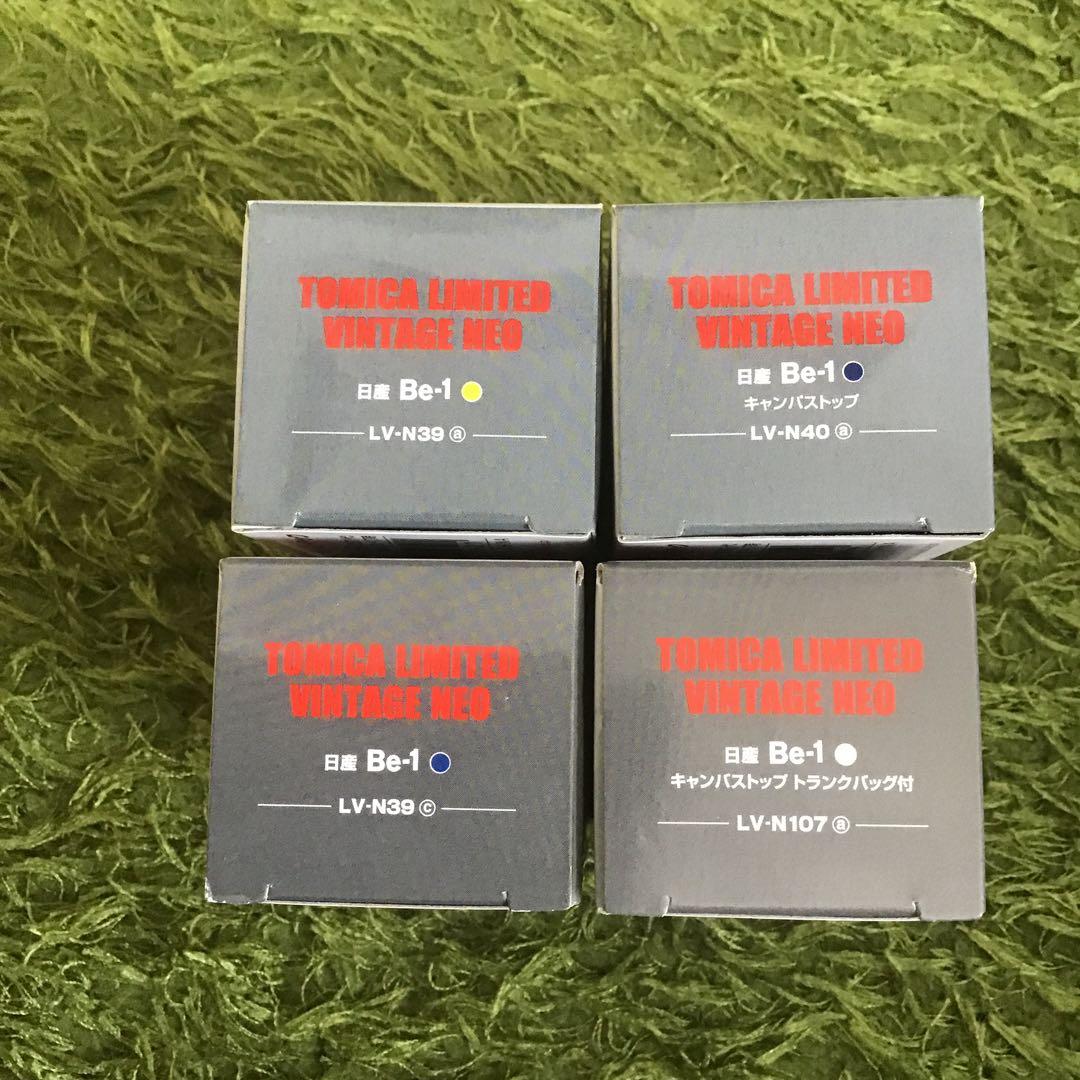 TOMICA LIMITED
VINTAGE NEO
日産 Be-1
LV-N39 ⓐ
TOMICA LIMITED
VINTAGE NEO
日産 Be-1
キャンバストップ
LV-N40 ⓐ
TOMICA LIMITED
VINTAGE NEO
日産 Be-1
LV-N39 ⓒ
TOMICA LIMITED
VINTAGE NEO
日産 Be-1
キャンバストップ トランクバッグ付
LV-N107 ⓐ